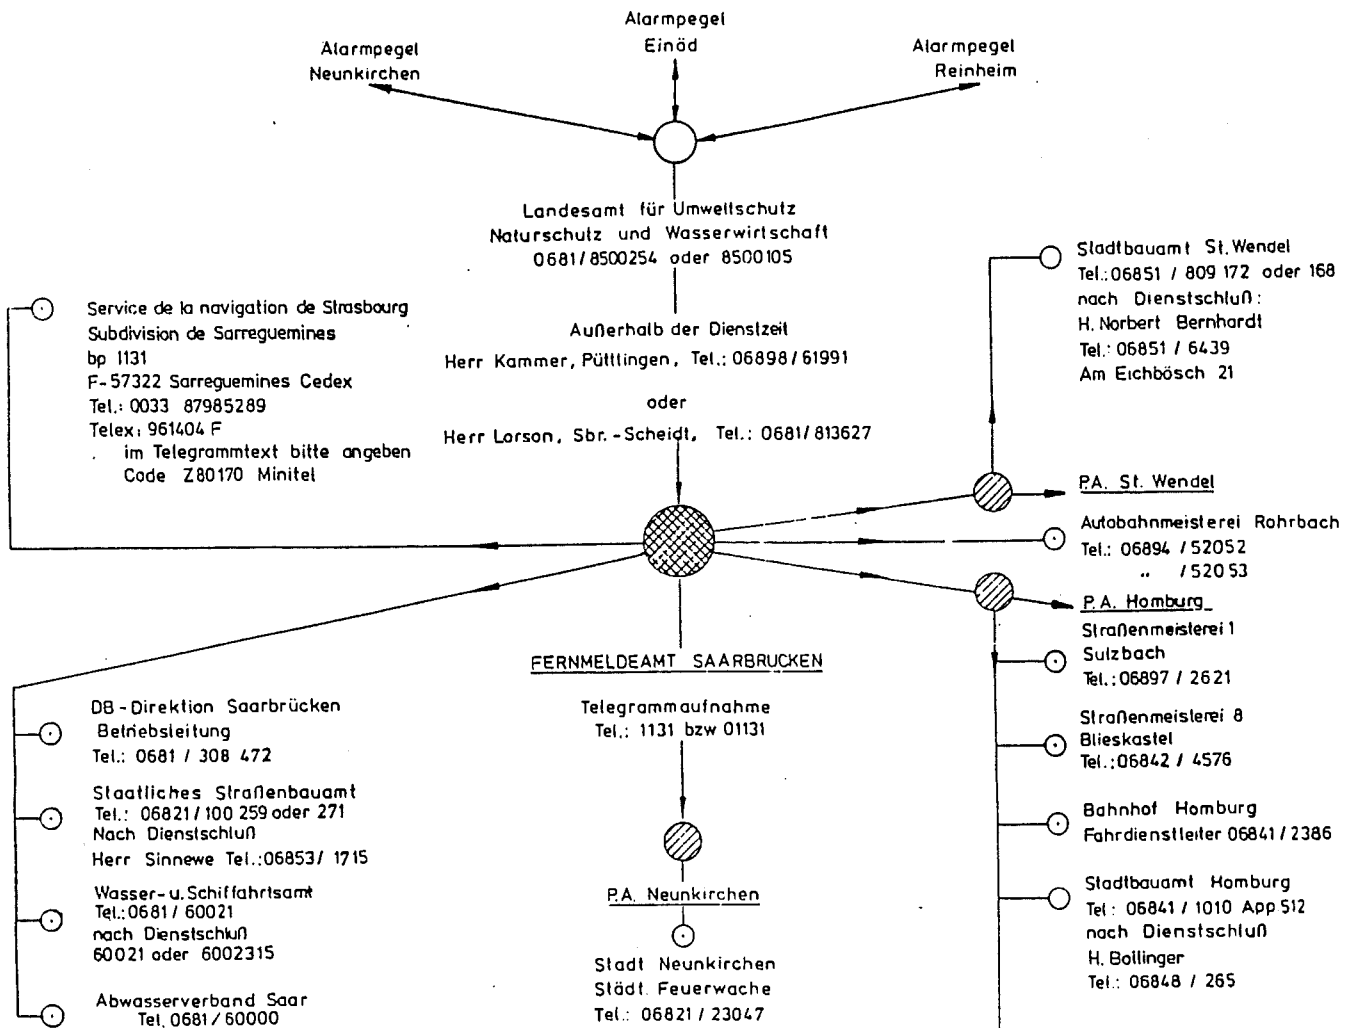 Alarmpegel
Neunkirchen
Alarmpegel
Einöd
Alarmpegel
Reinheim
Landesamt für Umweltschutz
Naturschutz und Wasserwirtschaft
0681/8500254 oder 8500105
Außerhalb der Dienstzeit
Herr Kammer, Püttlingen, Tel.: 06898/61991
oder
Herr Larson, Sbr.-Scheidt, Tel.: 0681/813627
Service de la navigation de Strasbourg
Subdivision de Sarreguemines
bp 1131
F-57322 Sarreguemines Cedex
Tel.: 0033 87985289
Telex: 961404 F
im Telegrammtext bitte angeben
Code Z80170 Minitel
Stadtbauamt St. Wendel
Tel.: 06851 / 809 172 oder 168
nach Dienstschluß:
H. Norbert Bernhardt
Tel.: 06851 / 6439
Am Eichbösch 21
P.A. St. Wendel
Autobahnmeisterei Rohrbach
Tel.: 06894 / 52052
" / 52053
P.A. Homburg
Straßenmeisterei 1
Sulzbach
Tel.: 06897 / 2621
Straßenmeisterei 8
Blieskastel
Tel.: 06842 / 4576
Bahnhof Homburg
Fahrdienstleiter 06841/2386
Stadtbauamt Homburg
Tel: 06841 / 1010 App 512
nach Dienstschluß
H. Bollinger
Tel.: 06848 / 265
FERNMELDEAMT SAARBRÜCKEN
Telegrammaufnahme
Tel.: 1131 bzw 01131
P.A. Neunkirchen
Stadt Neunkirchen
Städt. Feuerwache
Tel.: 06821 / 23047
DB-Direktion Saarbrücken
Betriebsleitung
Tel.: 0681 / 308 472
Staatliches Straßenbauamt
Tel.: 06821/100 259 oder 271
Nach Dienstschluß
Herr Sinnewe Tel.: 06853/ 1715
Wasser-u. Schiffahrtsamt
Tel.: 0681 / 60021
nach Dienstschluß
60021 oder 6002315
Abwasserverband Saar
Tel. 0681/ 60000